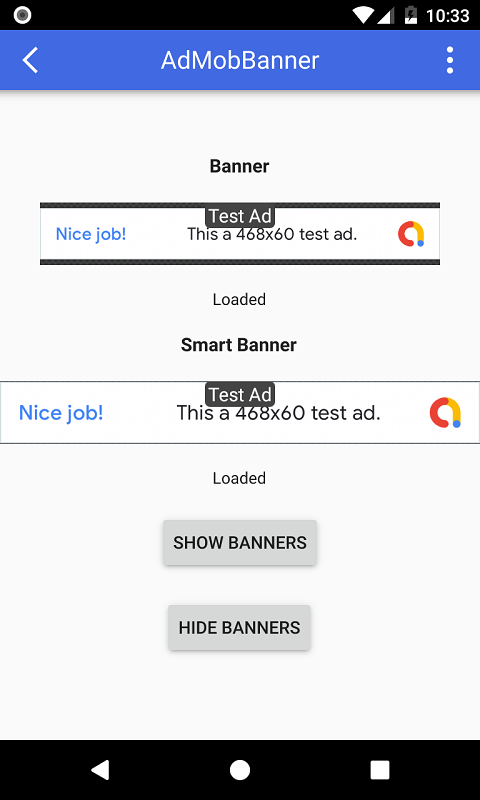 10:33
AdMobBanner
Banner
Test Ad
Nice job! This a 468x60 test ad.
Loaded
Smart Banner
Test Ad
Nice job! This a 468x60 test ad.
Loaded
SHOW BANNERS
HIDE BANNERS